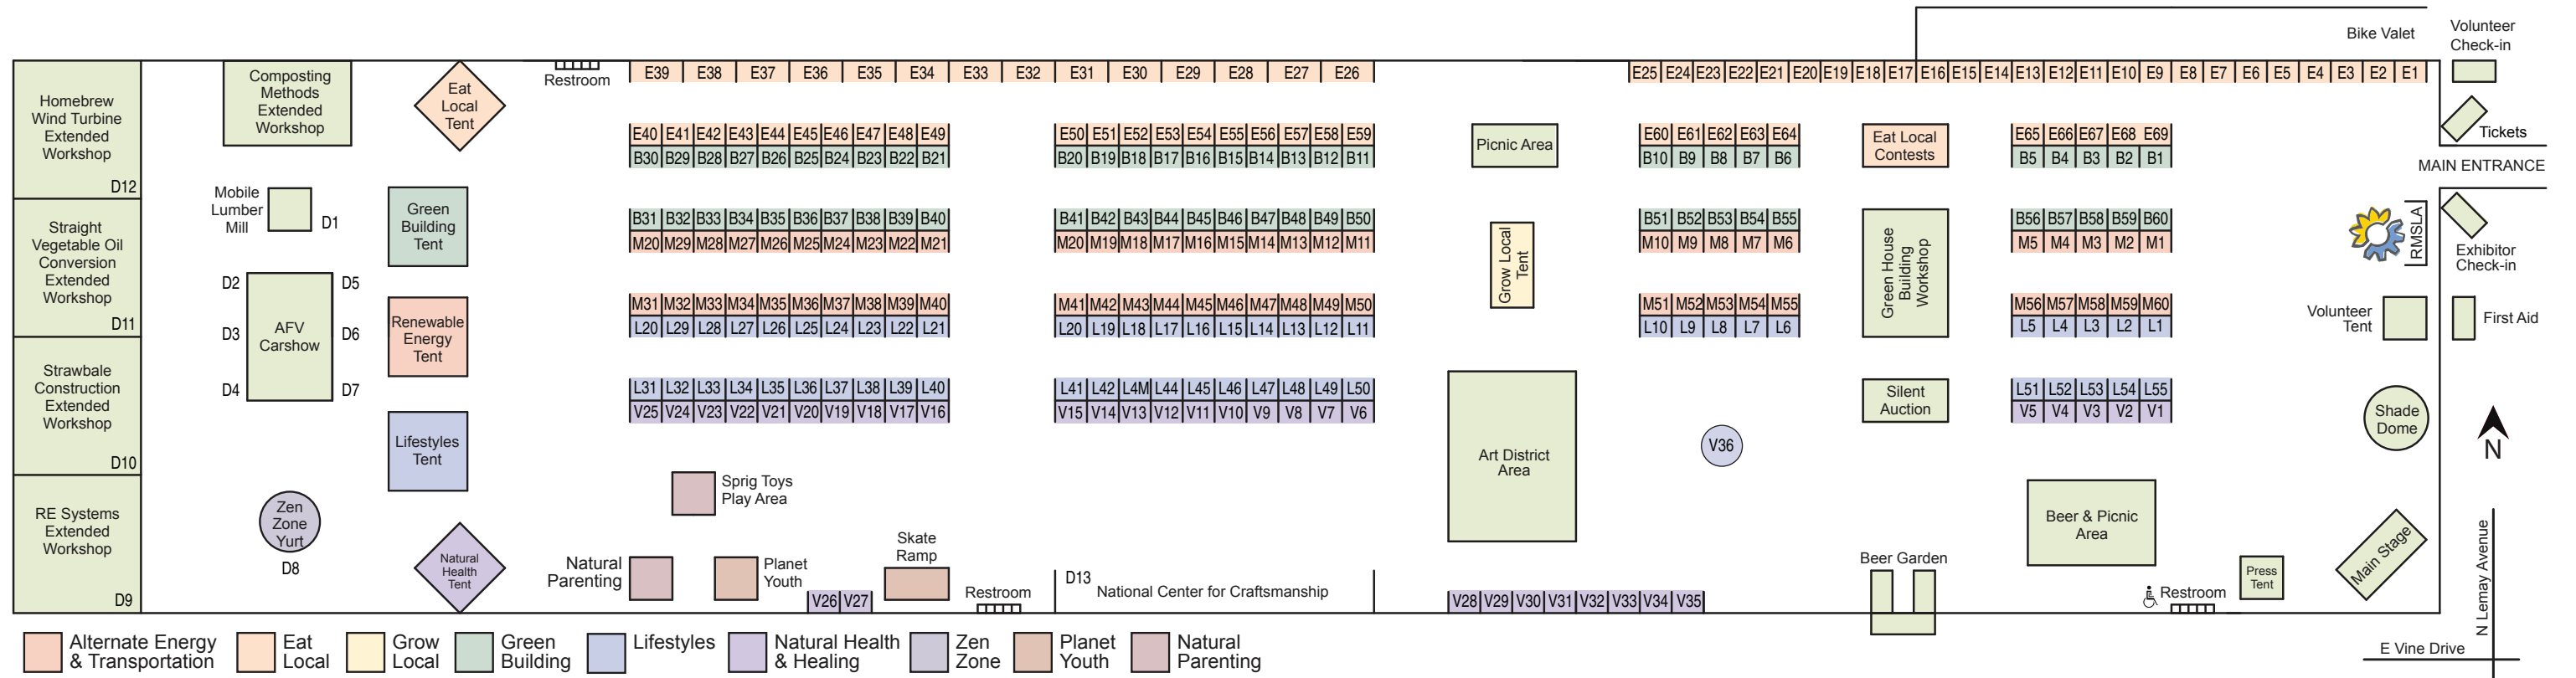 Bike Valet
Volunteer
Check-in
Homebrew
Wind Turbine
Extended
Workshop
D12
Composting
Methods
Extended
Workshop
Eat
Local
Tent
Restroom
E39 E38 E37 E36 E35 E34 E33 E32 E31 E30 E29 E28 E27 E26
E25 E24 E23 E22 E21 E20 E19 E18 E17 E16 E15 E14 E13 E12 E11 E10 E9 E8 E7 E6 E5 E4 E3 E2 E1
Tickets
MAIN ENTRANCE
E40 E41 E42 E43 E44 E45 E46 E47 E48 E49
B30 B29 B28 B27 B26 B25 B24 B23 B22 B21
E50 E51 E52 E53 E54 E55 E56 E57 E58 E59
B20 B19 B18 B17 B16 B15 B14 B13 B12 B11
Picnic Area
E60 E61 E62 E63 E64
B10 B9 B8 B7 B6
Eat Local
Contests
E65 E66 E67 E68 E69
B5 B4 B3 B2 B1
Straight
Vegetable Oil
Conversion
Extended
Workshop
D11
Mobile
Lumber
Mill
D1
Green
Building
Tent
B31 B32 B33 B34 B35 B36 B37 B38 B39 B40
M20 M29 M28 M27 M26 M25 M24 M23 M22 M21
B41 B42 B43 B44 B45 B46 B47 B48 B49 B50
M20 M19 M18 M17 M16 M15 M14 M13 M12 M11
Grow Local
Tent
B51 B52 B53 B54 B55
M10 M9 M8 M7 M6
Green House
Building
Workshop
B56 B57 B58 B59 B60
M5 M4 M3 M2 M1
RMSLA
Exhibitor
Check-in
D2
D5
AFV
Carshow
D3
D6
D4
D7
Renewable
Energy
Tent
M31 M32 M33 M34 M35 M36 M37 M38 M39 M40
L20 L29 L28 L27 L26 L25 L24 L23 L22 L21
M41 M42 M43 M44 M45 M46 M47 M48 M49 M50
L20 L19 L18 L17 L16 L15 L14 L13 L12 L11
M51 M52 M53 M54 M55
L10 L9 L8 L7 L6
M56 M57 M58 M59 M60
L5 L4 L3 L2 L1
Volunteer
Tent
First Aid
Strawbale
Construction
Extended
Workshop
D10
Lifestyles
Tent
L31 L32 L33 L34 L35 L36 L37 L38 L39 L40
V25 V24 V23 V22 V21 V20 V19 V18 V17 V16
L41 L42 L4M L44 L45 L46 L47 L48 L49 L50
V15 V14 V13 V12 V11 V10 V9 V8 V7 V6
Art District
Area
V36
Silent
Auction
L51 L52 L53 L54 L55
V5 V4 V3 V2 V1
Shade
Dome
N
RE Systems
Extended
Workshop
D9
Zen
Zone
Yurt
D8
Natural
Health
Tent
Sprig Toys
Play Area
Natural
Parenting
Planet
Youth
V26 V27
Skate
Ramp
Restroom
D13
National Center for Craftsmanship
V28 V29 V30 V31 V32 V33 V34 V35
Beer Garden
Beer & Picnic
Area
Restroom
Press
Tent
Main Stage
N Lemay Avenue
E Vine Drive
Alternate Energy
& Transportation
Eat
Local
Grow
Local
Green
Building
Lifestyles
Natural Health
& Healing
Zen
Zone
Planet
Youth
Natural
Parenting